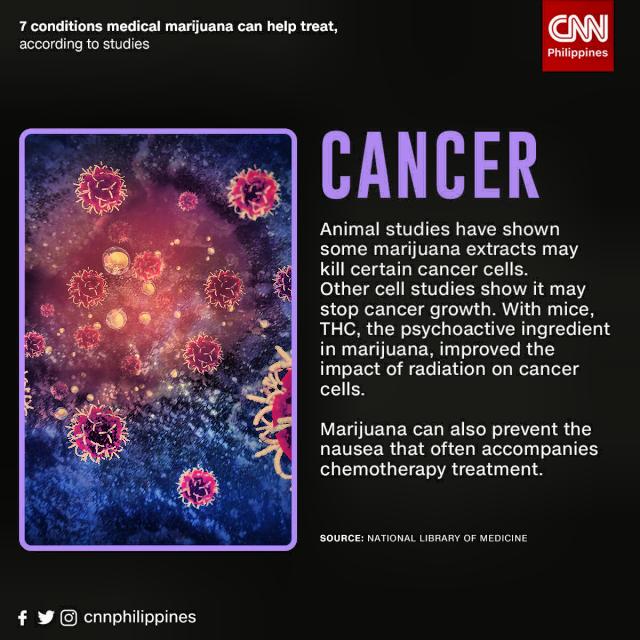 7 conditions medical marijuana can help treat,
according to studies
CNN
Philippines
CANCER
Animal studies have shown
some marijuana extracts may
kill certain cancer cells.
Other cell studies show it may
stop cancer growth. With mice,
THC, the psychoactive ingredient
in marijuana, improved the
impact of radiation on cancer
cells.
Marijuana can also prevent the
nausea that often accompanies
chemotherapy treatment.
SOURCE: NATIONAL LIBRARY OF MEDICINE
cnnphilippines